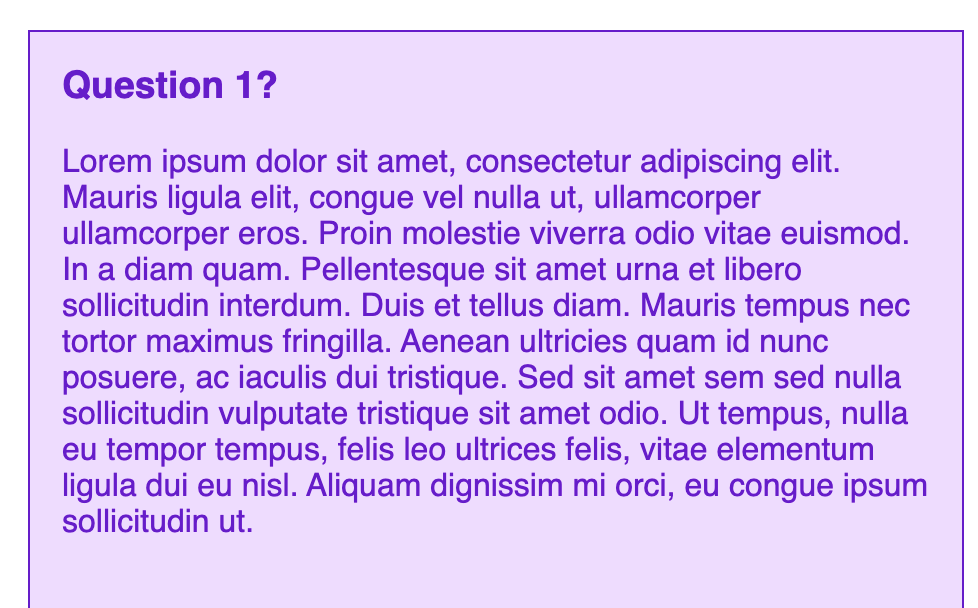 Question 1?
Lorem ipsum dolor sit amet, consectetur adipiscing elit.
Mauris ligula elit, congue vel nulla ut, ullamcorper
ullamcorper eros. Proin molestie viverra odio vitae euismod.
In a diam quam. Pellentesque sit amet urna et libero
sollicitudin interdum. Duis et tellus diam. Mauris tempus nec
tortor maximus fringilla. Aenean ultricies quam id nunc
posuere, ac iaculis dui tristique. Sed sit amet sem sed nulla
sollicitudin vulputate tristique sit amet odio. Ut tempus, nulla
eu tempor tempus, felis leo ultrices felis, vitae elementum
ligula dui eu nisl. Aliquam dignissim mi orci, eu congue ipsum
sollicitudin ut.